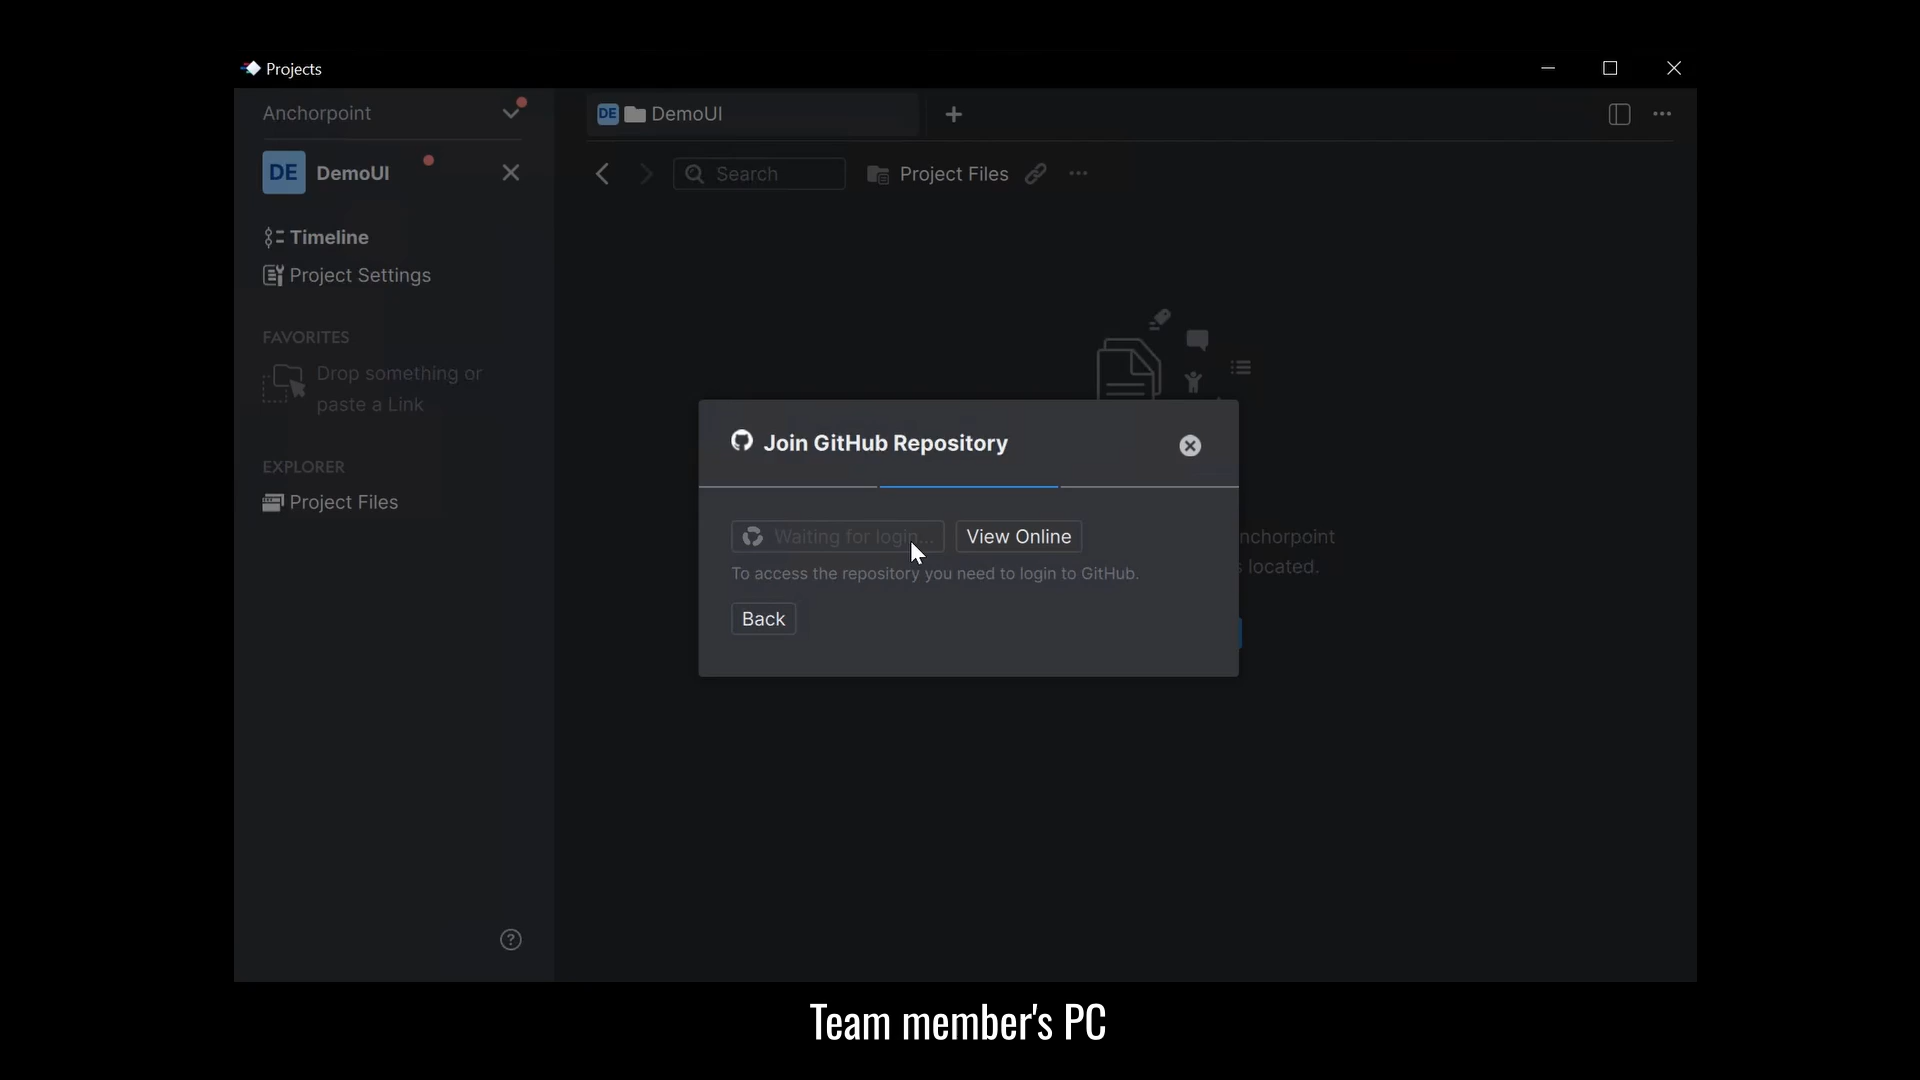 Projects
Anchorpoint
DE DemoUI
Timeline
Project Settings
FAVORITES
Drop something or
paste a Link
EXPLORER
Project Files
DE DemoUI
Search
Project Files
Join GitHub Repository
Waiting for login...
View Online
To access the repository you need to login to GitHub.
Back
nchorpoint
s located.
Team member's PC